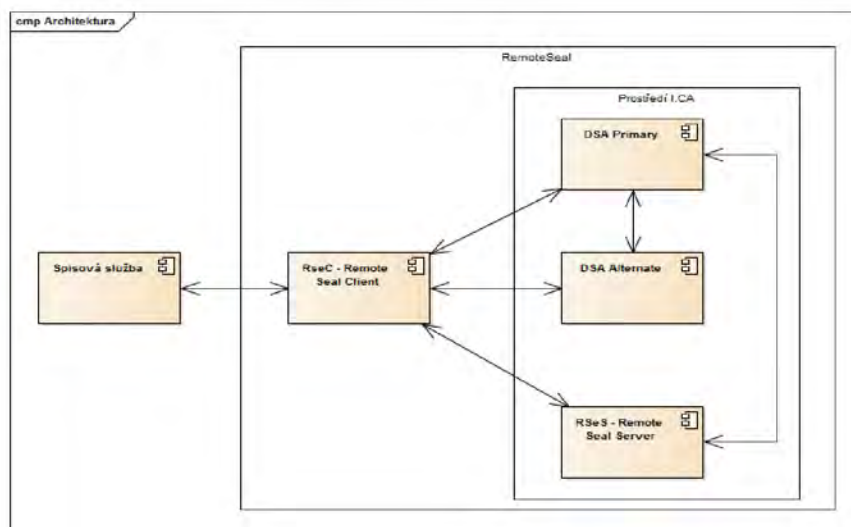 cmp Architektura
RemoteSeal
Prostředí I.CA
DSA Primary
Spisová služba
RseC - Remote
Seal Client
DSA Alternate
RSeS - Remote
Seal Server